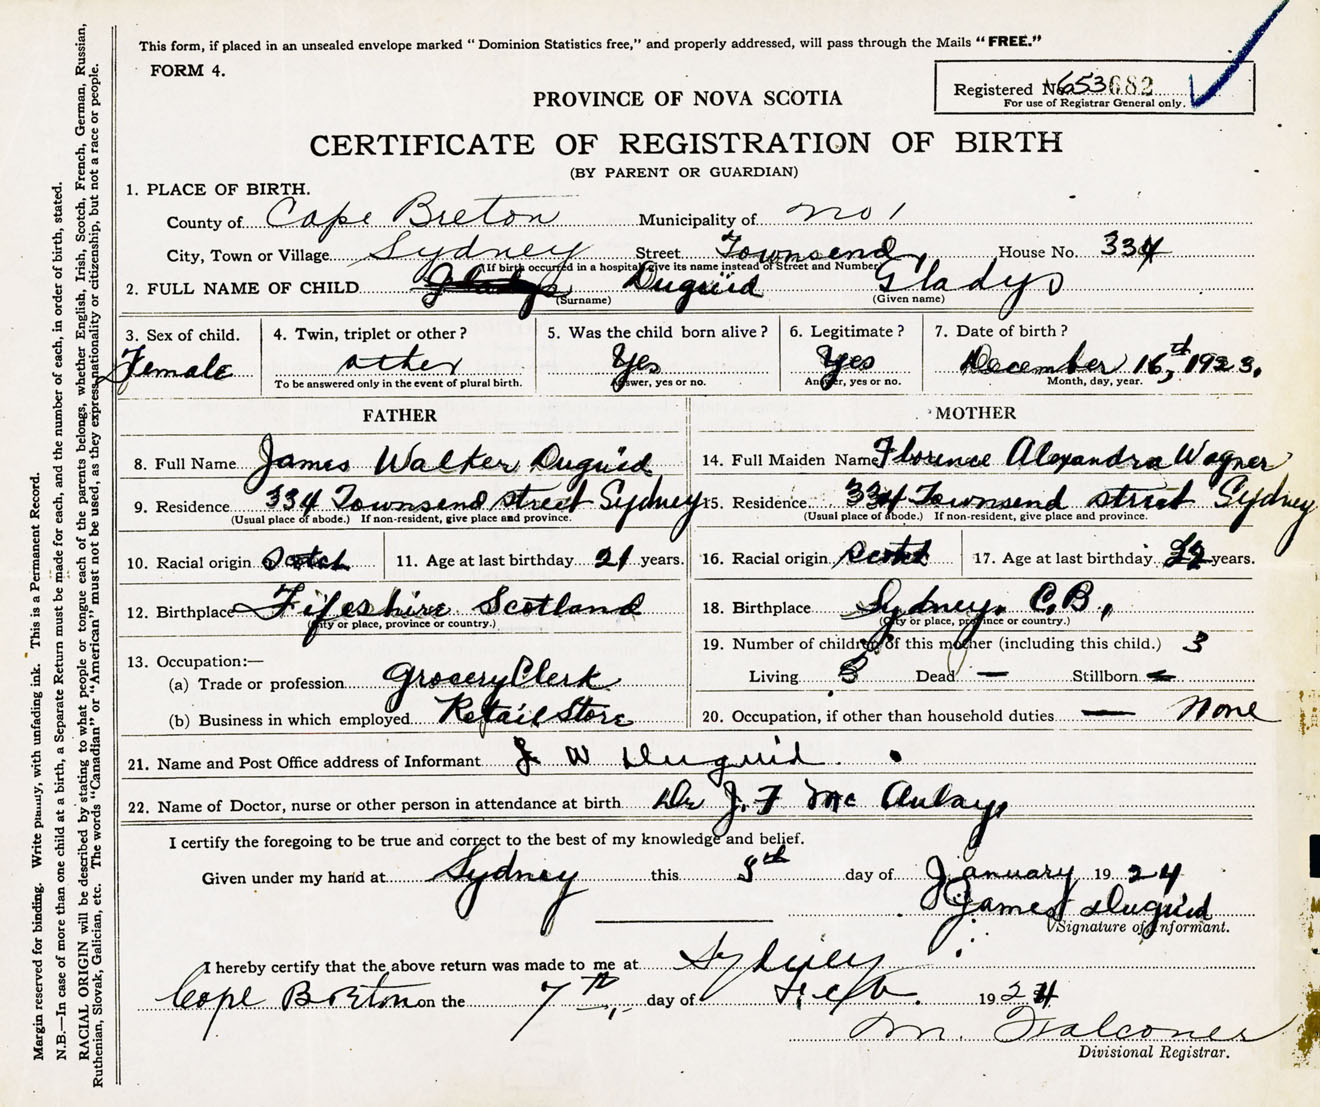 This form, if placed in an unsealed envelope marked "Dominion Statistics free," and properly addressed, will pass through the Mails "FREE."
FORM 4.
Registered No. 653682
For use of Registrar General only.
PROVINCE OF NOVA SCOTIA
CERTIFICATE OF REGISTRATION OF BIRTH
(BY PARENT OR GUARDIAN)
1. PLACE OF BIRTH.
County of Cape Breton Municipality of No 1
City, Town or Village Sydney Street Townsend House No. 334
(If birth occurred in a hospital give its name instead of Street and Number)
2. FULL NAME OF CHILD Duguid Gladys
(Surname) (Given name)
3. Sex of child. 4. Twin, triplet or other? 5. Was the child born alive? 6. Legitimate? 7. Date of birth?
Female other Yes Yes December 16th, 1923.
To be answered only in the event of plural birth. Answer, yes or no. Answer, yes or no. Month, day, year.
FATHER
8. Full Name James Walker Duguid
9. Residence 334 Townsend street Sydney
(Usual place of abode.) If non-resident, give place and province.
10. Racial origin Scotch 11. Age at last birthday 21 years.
12. Birthplace Fifeshire Scotland
(City or place, province or country.)
13. Occupation:—
(a) Trade or profession Grocery Clerk
(b) Business in which employed Retail Store
MOTHER
14. Full Maiden Name Florence Alexandra Wagner
15. Residence 334 Townsend street Sydney
(Usual place of abode.) If non-resident, give place and province.
16. Racial origin Scotch 17. Age at last birthday years.
18. Birthplace Sydney. C.B.,
(City or place, province or country.)
19. Number of children of this mother (including this child.) 3
Living 3 Dead — Stillborn —
20. Occupation, if other than household duties — None
21. Name and Post Office address of Informant J. W Duguid.
22. Name of Doctor, nurse or other person in attendance at birth Dr J. F McAulay
I certify the foregoing to be true and correct to the best of my knowledge and belief.
Given under my hand at Sydney this 8th day of January 1924
James Duguid
Signature of Informant.
I hereby certify that the above return was made to me at Sydney
Cape Breton on the 7th day of Feb. 1924
M. Falconer
Divisional Registrar.
Margin reserved for binding. Write plainly, with unfading ink. This is a Permanent Record.
N.B.—In case of more than one child at a birth, a Separate Return must be made for each, and the number of each, in order of birth, stated.
RACIAL ORIGIN will be described by stating to what people or tongue each of the parents belongs, whether English, Irish, Scotch, French, German, Russian,
Ruthenian, Slovak, Galician, etc. The words "Canadian" or "American" must not be used, as they express nationality or citizenship, but not a race or people.